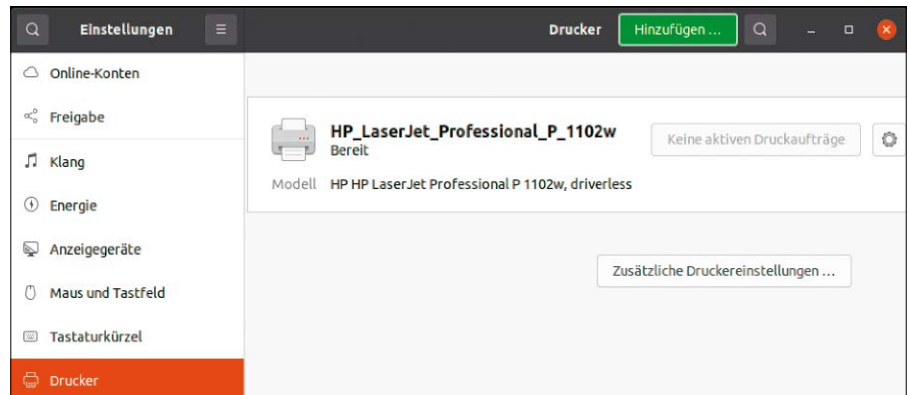 Einstellungen
Drucker
Hinzufügen ...
Online-Konten
Freigabe
Klang
Energie
Anzeigegeräte
Maus und Tastfeld
Tastaturkürzel
Drucker
HP_LaserJet_Professional_P_1102w
Bereit
Keine aktiven Druckaufträge
Modell HP HP LaserJet Professional P 1102w, driverless
Zusätzliche Druckereinstellungen ...